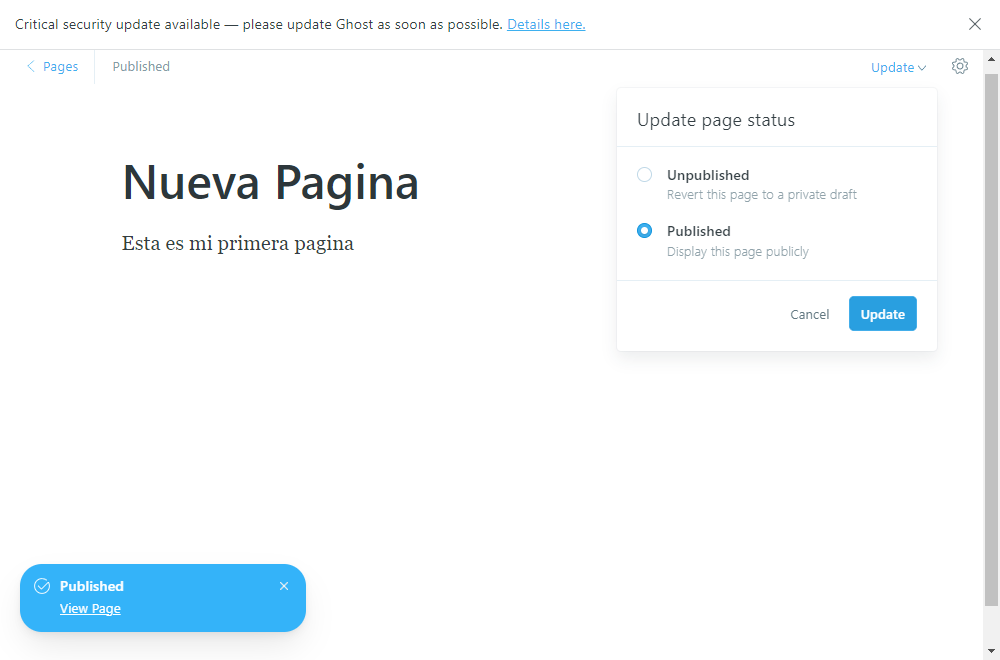 Critical security update available — please update Ghost as soon as possible. Details here.
Pages
Published
Update
Update page status
Nueva Pagina
Unpublished
Revert this page to a private draft
Published
Esta es mi primera pagina
Display this page publicly
Cancel
Update
Published
View Page